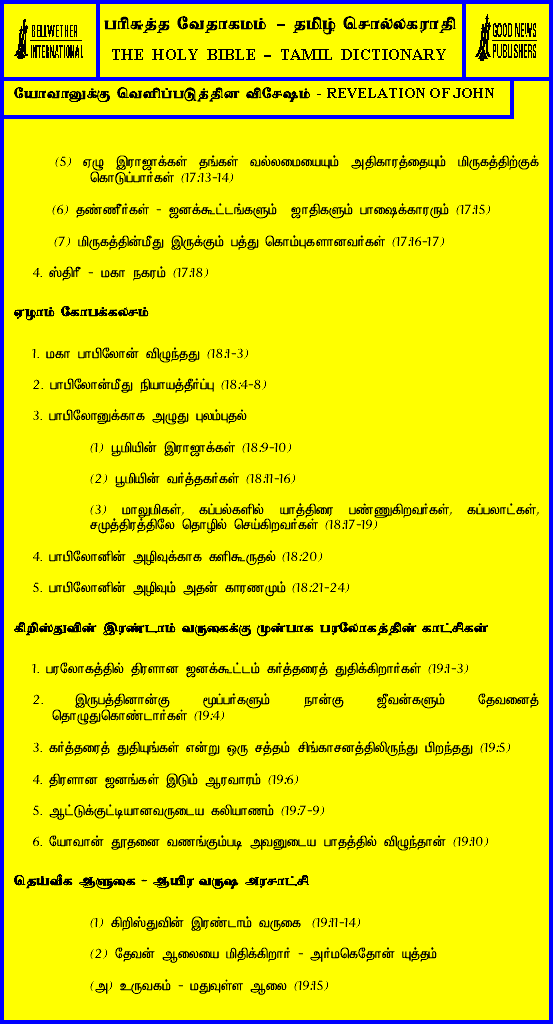 BELLWETHER
INTERNATIONAL
பரிசுத்த வேதாகமம் – தமிழ் சொல்லகராதி
THE HOLY BIBLE – TAMIL DICTIONARY
GOOD NEWS
PUBLISHERS
யோவானுக்கு வெளிப்படுத்தின விசேஷம் - REVELATION OF JOHN
(5) ஏழு இராஜாக்கள் தங்கள் வல்லமையையும் அதிகாரத்தையும் மிருகத்திற்குக்
கொடுப்பார்கள் (17:13-14)
(6) தண்ணீர்கள் - ஜனக்கூட்டங்களும் ஜாதிகளும் பாஷைக்காரரும் (17:15)
(7) மிருகத்தின்மீது இருக்கும் பத்து கொம்புகளானவர்கள் (17:16-17)
4. ஸ்திரீ - மகா நகரம் (17:18)
ஏழாம் கோபக்கலசம்
1. மகா பாபிலோன் விழுந்தது (18:1-3)
2. பாபிலோன்மீது நியாயத்தீர்ப்பு (18:4-8)
3. பாபிலோனுக்காக அழுது புலம்புதல்
(1) பூமியின் இராஜாக்கள் (18:9-10)
(2) பூமியின் வர்த்தகர்கள் (18:11-16)
(3) மாலுமிகள், கப்பல்களில் யாத்திரை பண்ணுகிறவர்கள், கப்பலாட்கள்,
சமுத்திரத்திலே தொழில் செய்கிறவர்கள் (18:17-19)
4. பாபிலோனின் அழிவுக்காக களிகூருதல் (18:20)
5. பாபிலோனின் அழிவும் அதன் காரணமும் (18:21-24)
கிறிஸ்துவின் இரண்டாம் வருகைக்கு முன்பாக பரலோகத்தின் காட்சிகள்
1. பரலோகத்தில் திரளான ஜனக்கூட்டம் கர்த்தரைத் துதிக்கிறார்கள் (19:1-3)
2. இருபத்தினான்கு மூப்பர்களும் நான்கு ஜீவன்களும் தேவனைத்
தொழுதுகொண்டார்கள் (19:4)
3. கர்த்தரைத் துதியுங்கள் என்று ஒரு சத்தம் சிங்காசனத்திலிருந்து பிறந்தது (19:5)
4. திரளான ஜனங்கள் இடும் ஆரவாரம் (19:6)
5. ஆட்டுக்குட்டியானவருடைய கலியாணம் (19:7-9)
6. யோவான் தூதனை வணங்கும்படி அவனுடைய பாதத்தில் விழுந்தான் (19:10)
தெய்வீக ஆளுகை - ஆயிர வருஷ அரசாட்சி
(1) கிறிஸ்துவின் இரண்டாம் வருகை (19:11-14)
(2) தேவன் ஆலையை மிதிக்கிறார் - அர்மகெதோன் யுத்தம்
(அ) உருவகம் - மதுவுள்ள ஆலை (19:15)